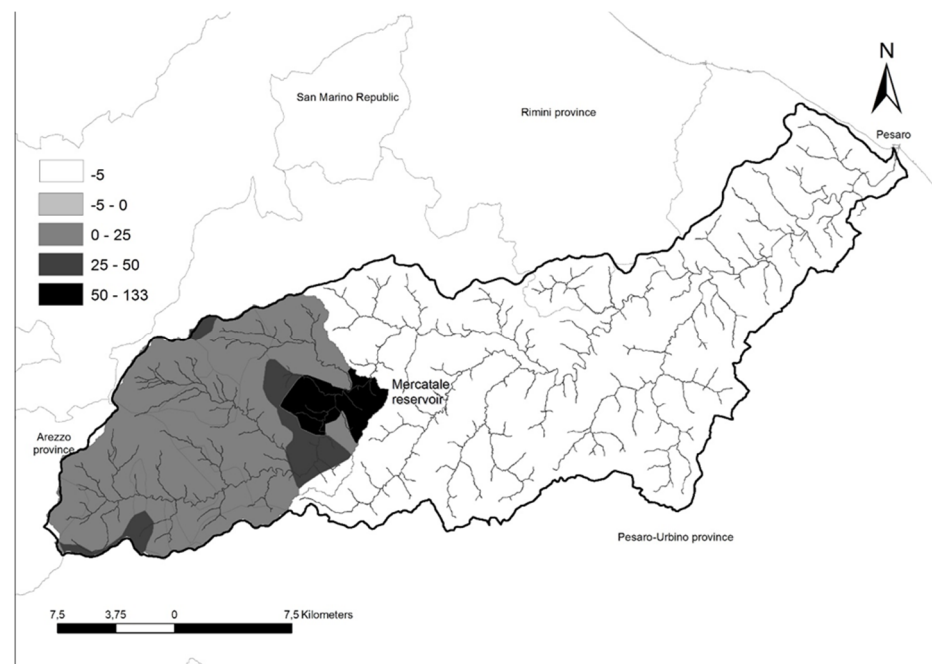 N
San Marino Republic
Rimini province
Pesaro
-5
-5 - 0
0 - 25
25 - 50
50 - 133
Mercatale
reservoir
Arezzo
province
Pesaro-Urbino province
7,5 3,75 0 7,5 Kilometers